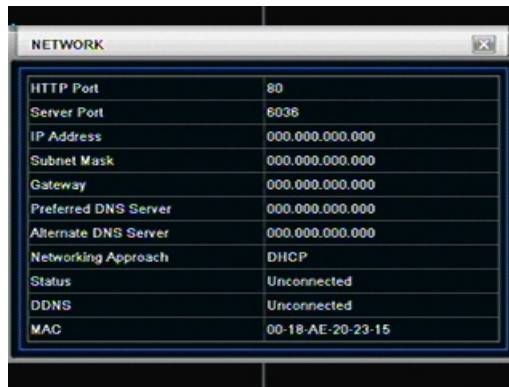 NETWORK
HTTP Port 80
Server Port 6036
IP Address 000.000.000.000
Subnet Mask 000.000.000.000
Gateway 000.000.000.000
Preferred DNS Server 000.000.000.000
Alternate DNS Server 000.000.000.000
Networking Approach DHCP
Status Unconnected
DDNS Unconnected
MAC 00-18-AE-20-23-15